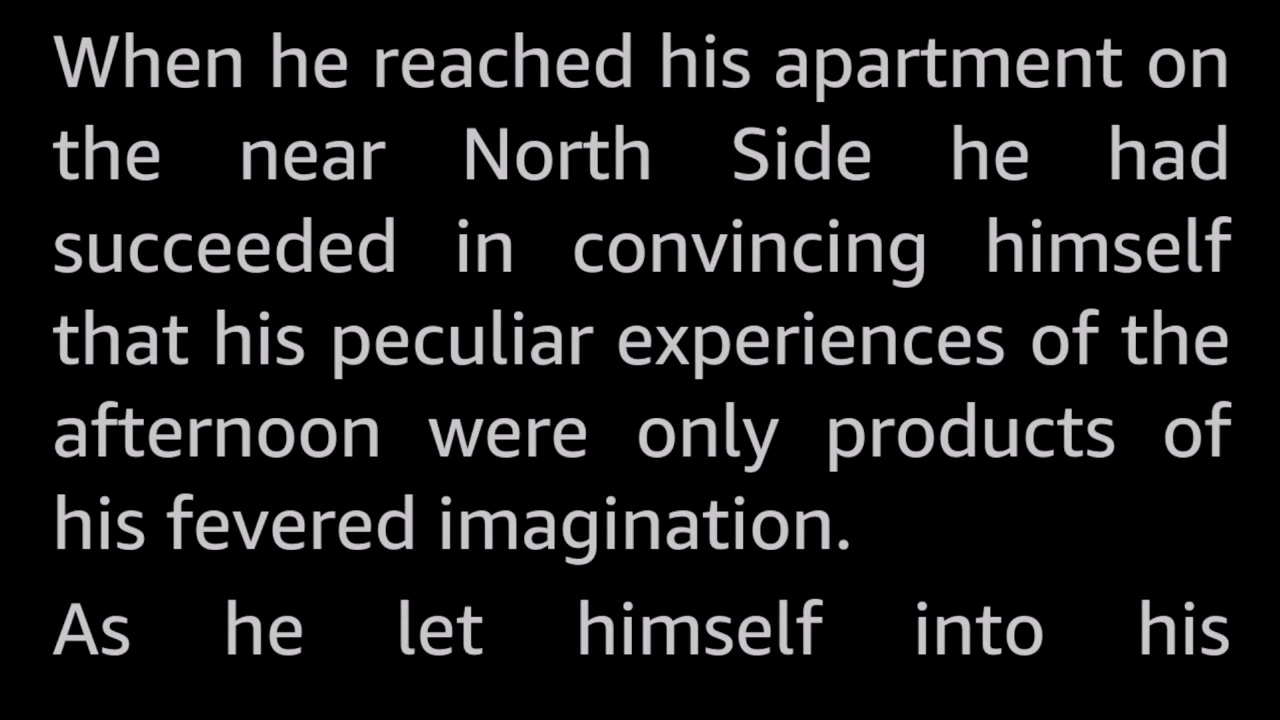 When he reached his apartment on
the near North Side he had
succeeded in convincing himself
that his peculiar experiences of the
afternoon were only products of
his fevered imagination.
As he let himself into his